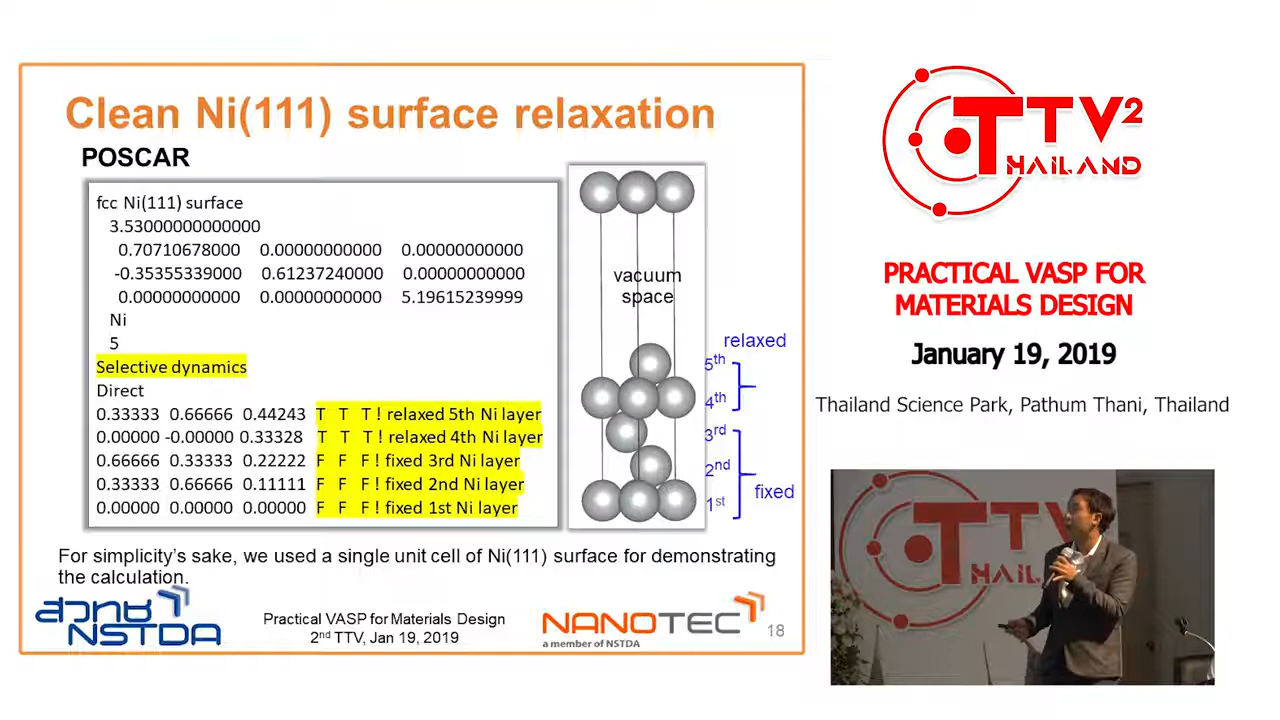 Clean Ni(111) surface relaxation
POSCAR
fcc Ni(111) surface
3.53000000000000
0.70710678000 0.00000000000 0.00000000000
-0.35355339000 0.61237240000 0.00000000000
0.00000000000 0.00000000000 5.19615239999
Ni
5
Selective dynamics
Direct
0.33333 0.66666 0.44243 T T T ! relaxed 5th Ni layer
0.00000 -0.00000 0.33328 T T T ! relaxed 4th Ni layer
0.66666 0.33333 0.22222 F F F ! fixed 3rd Ni layer
0.33333 0.66666 0.11111 F F F ! fixed 2nd Ni layer
0.00000 0.00000 0.00000 F F F ! fixed 1st Ni layer
vacuum
space
relaxed
5th
4th
3rd
2nd
fixed
1st
For simplicity's sake, we used a single unit cell of Ni(111) surface for demonstrating
the calculation.
สวทช
NSTDA
Practical VASP for Materials Design
2nd TTV, Jan 19, 2019
NANOTEC
a member of NSTDA
18
TTV2
THAILAND
PRACTICAL VASP FOR
MATERIALS DESIGN
January 19, 2019
Thailand Science Park, Pathum Thani, Thailand
TTV
THAIL